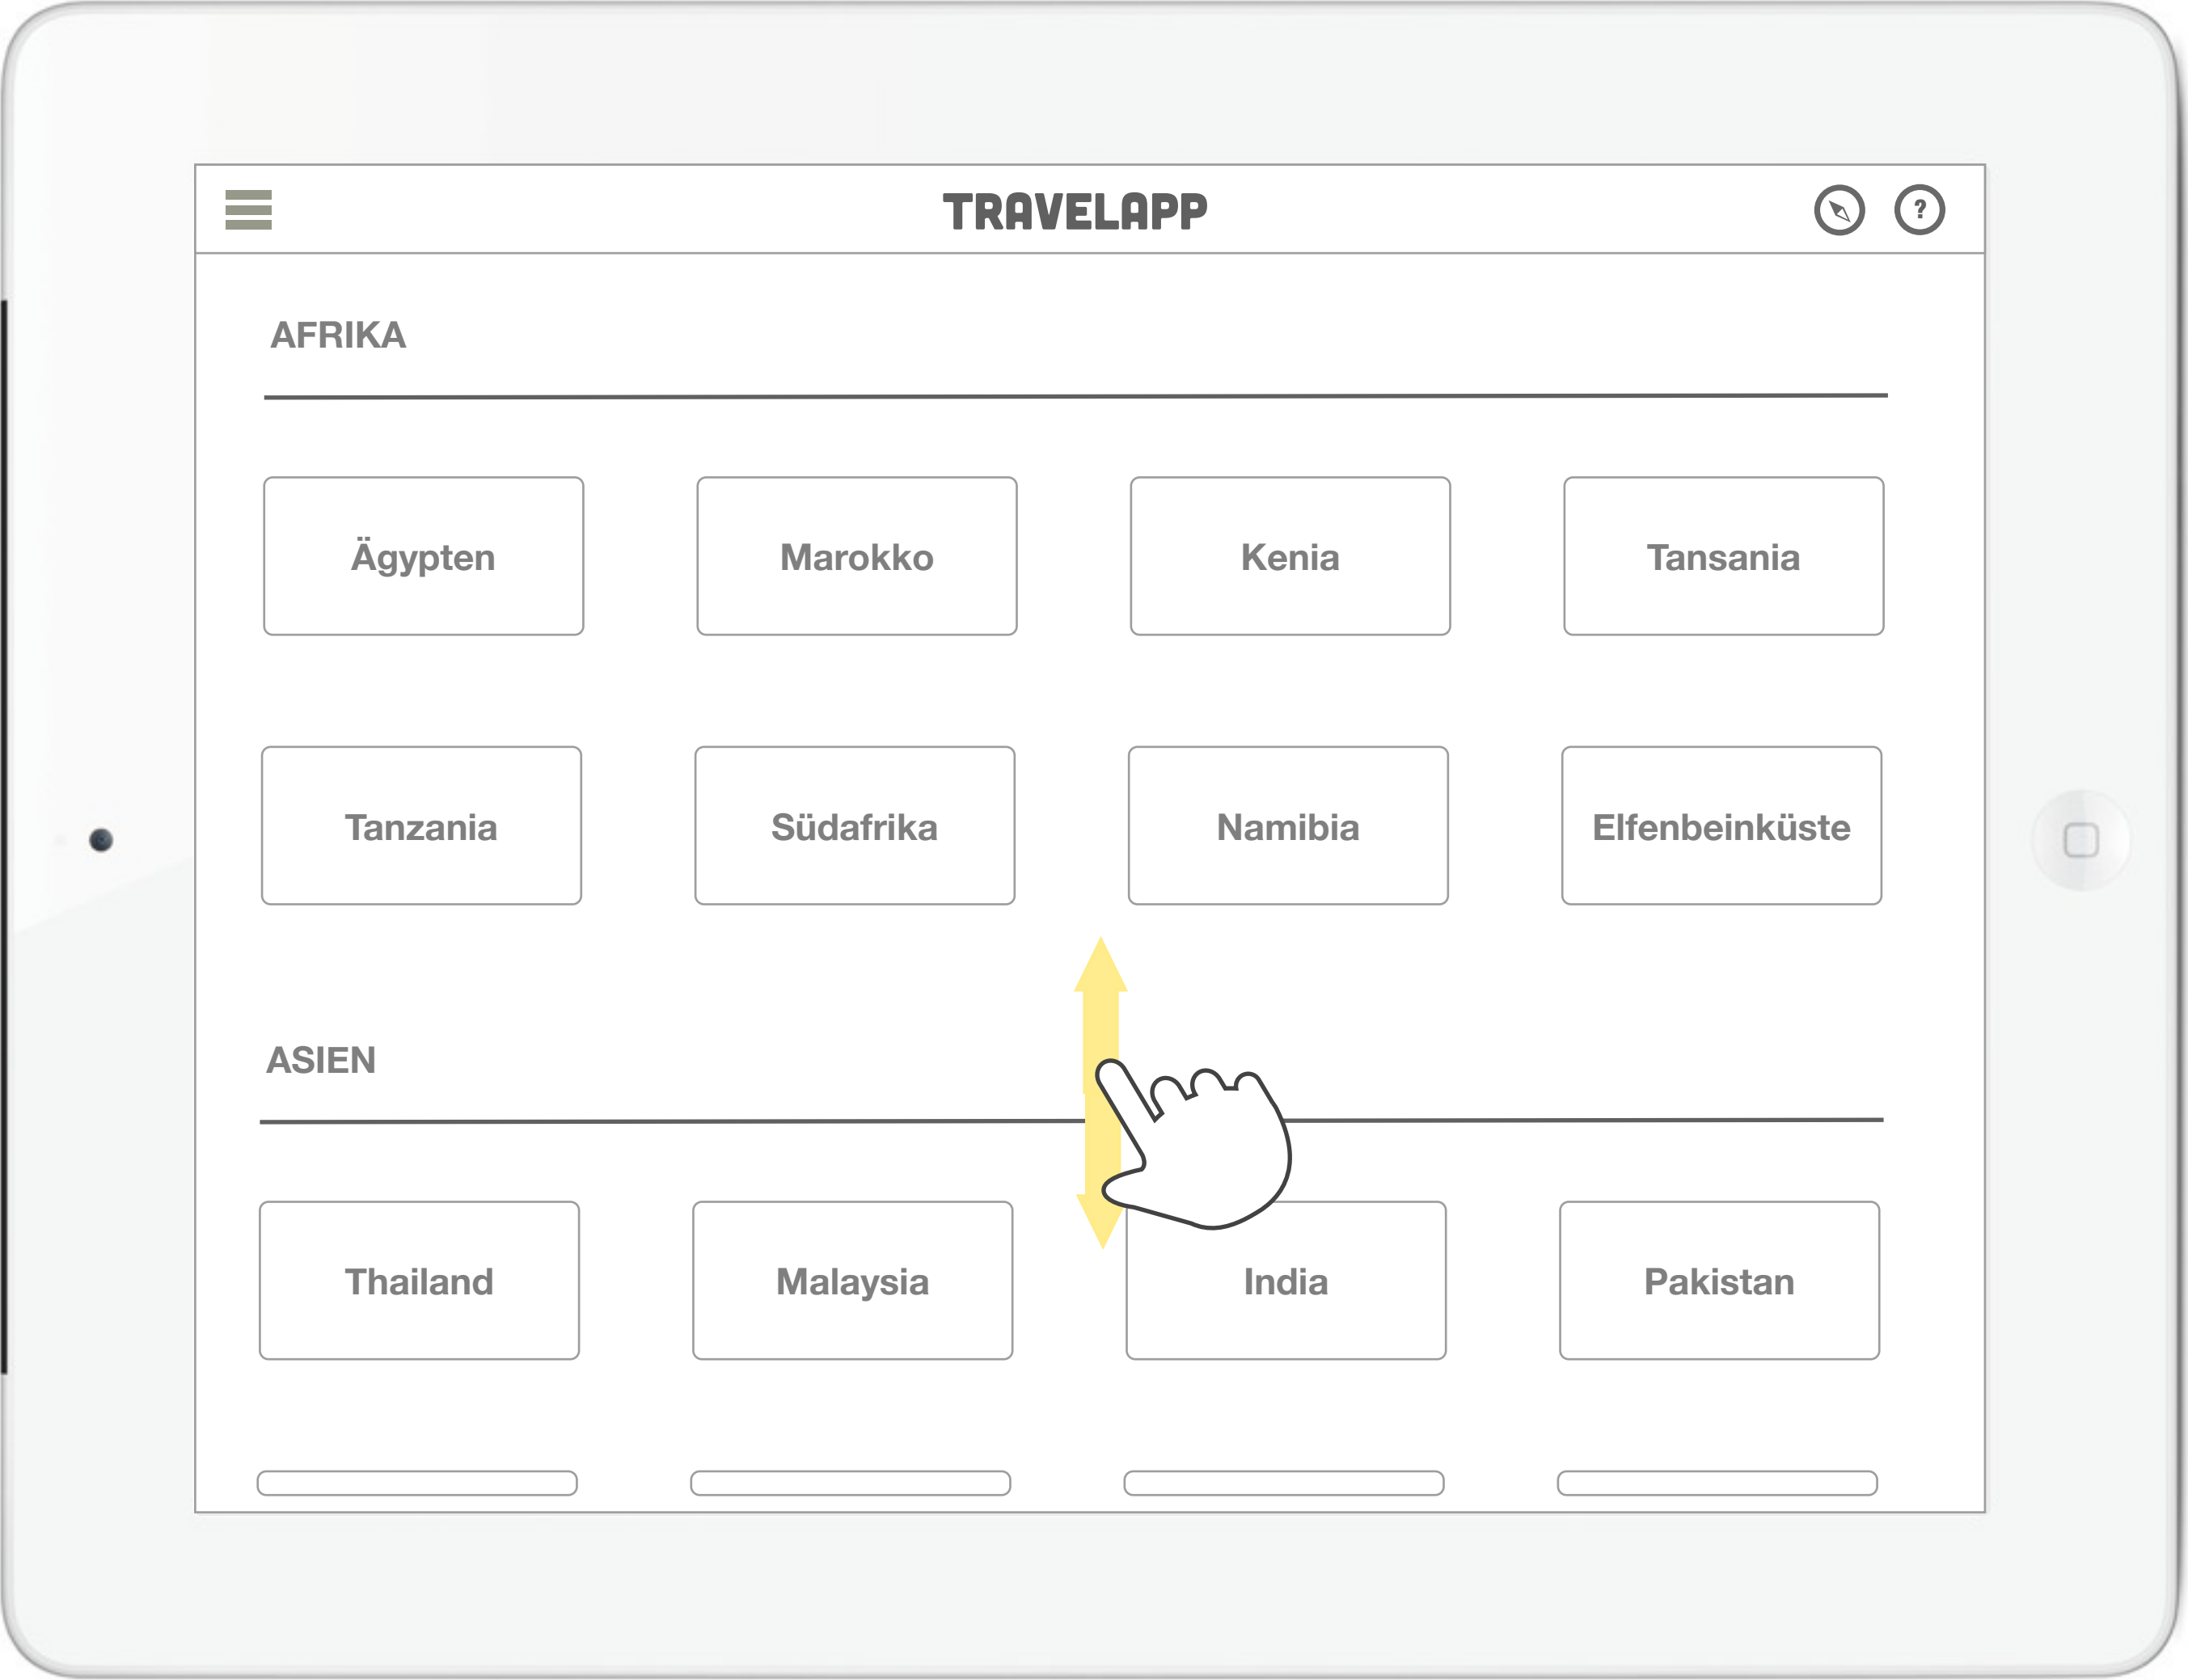 TRAVELAPP
?
AFRIKA
Ägypten Marokko Kenia Tansania
Tanzania Südafrika Namibia Elfenbeinküste
ASIEN
Thailand Malaysia India Pakistan